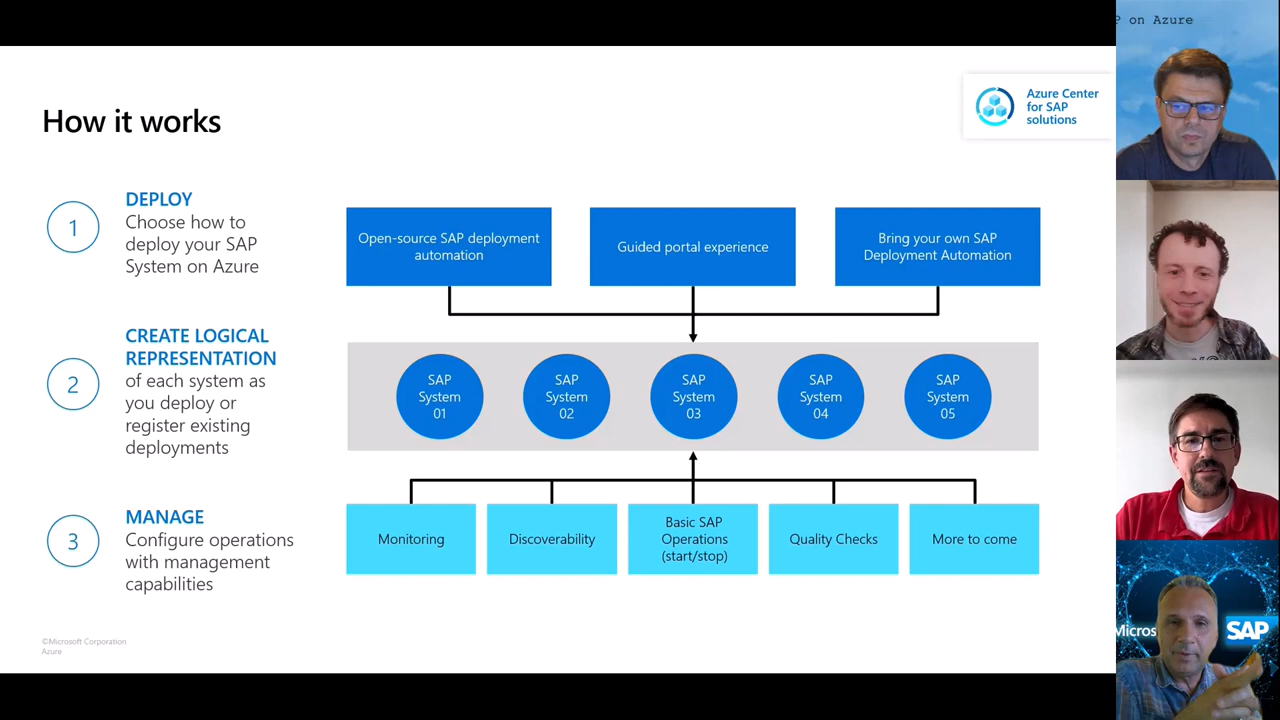 P on Azure
How it works
Azure Center
for SAP
solutions
1
DEPLOY
Choose how to
deploy your SAP
System on Azure
Open-source SAP deployment
automation
Guided portal experience
Bring your own SAP
Deployment Automation
2
CREATE LOGICAL
REPRESENTATION
of each system as
you deploy or
register existing
deployments
SAP
System
01
SAP
System
02
SAP
System
03
SAP
System
04
SAP
System
05
3
MANAGE
Configure operations
with management
capabilities
Monitoring
Discoverability
Basic SAP
Operations
(start/stop)
Quality Checks
More to come
©Microsoft Corporation
Azure
Micros
SAP